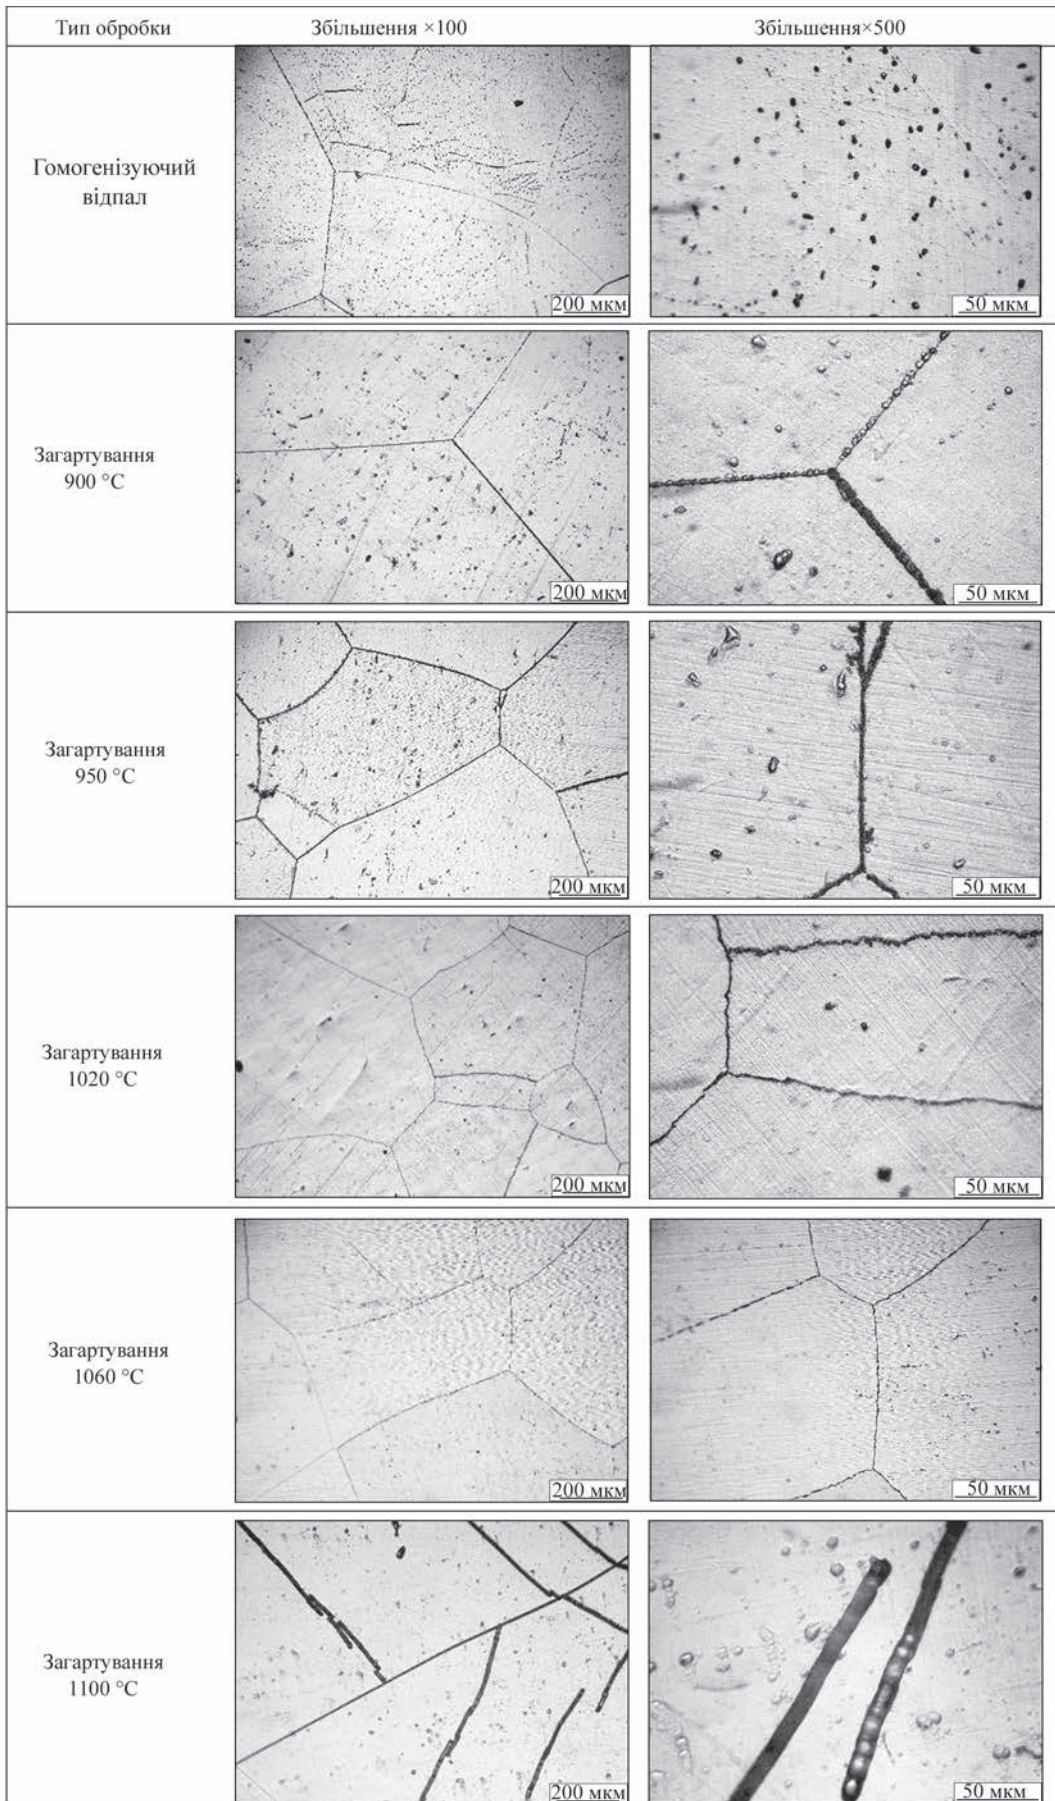 Тип обробки
Збільшення ×100
Збільшення×500
Гомогенізуючий
відпал
200 мкм
50 мкм
Загартування
900 °С
200 мкм
50 мкм
Загартування
950 °С
200 мкм
50 мкм
Загартування
1020 °С
200 мкм
50 мкм
Загартування
1060 °С
200 мкм
50 мкм
Загартування
1100 °С
200 мкм
50 мкм